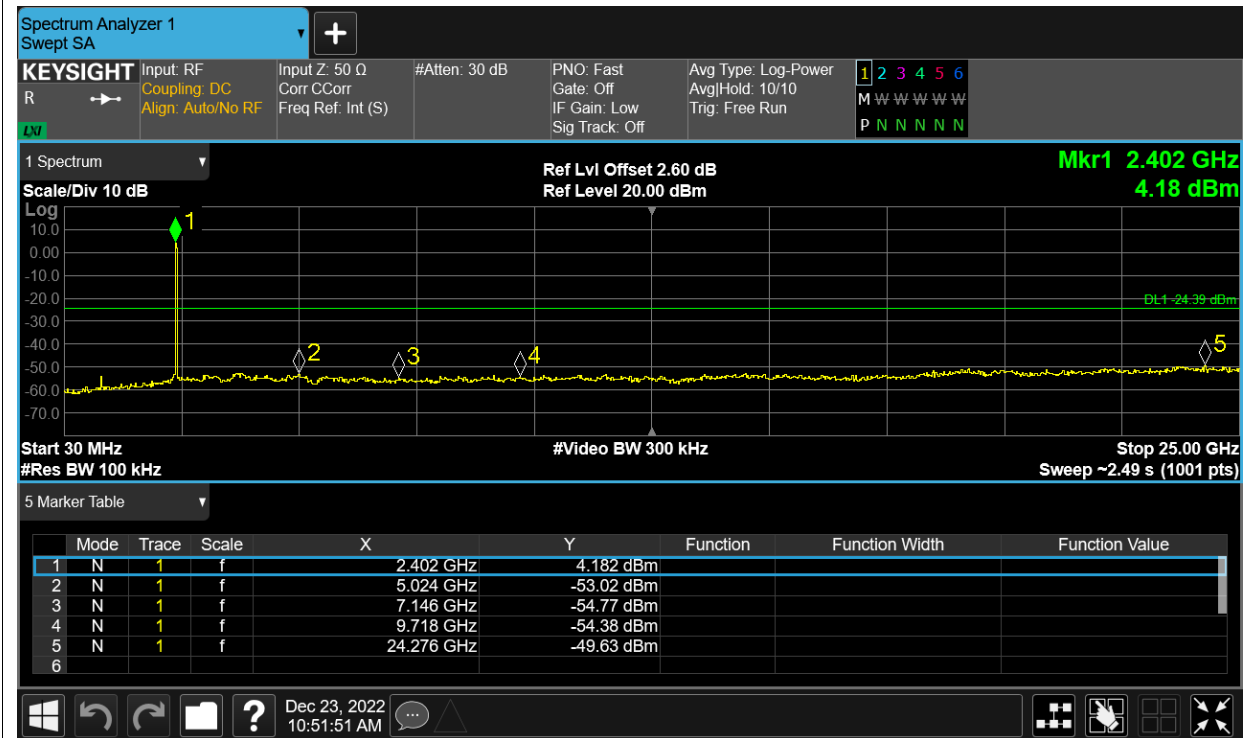 Spectrum Analyzer 1
Swept SA
+
KEYSIGHT
R
LXI
Input: RF
Coupling: DC
Align: Auto/No RF
Input Z: 50 Ω
Corr CCorr
Freq Ref: Int (S)
#Atten: 30 dB
PNO: Fast
Gate: Off
IF Gain: Low
Sig Track: Off
Avg Type: Log-Power
Avg|Hold: 10/10
Trig: Free Run
1 2 3 4 5 6
M W W W W W
P N N N N N
1 Spectrum
Scale/Div 10 dB
Ref Lvl Offset 2.60 dB
Ref Level 20.00 dBm
Mkr1 2.402 GHz
4.18 dBm
Log
10.0
0.00
-10.0
-20.0
-30.0
-40.0
-50.0
-60.0
-70.0
1
2
3
4
5
DL1 -24.39 dBm
Start 30 MHz
#Video BW 300 kHz
Stop 25.00 GHz
#Res BW 100 kHz
Sweep ~2.49 s (1001 pts)
5 Marker Table
Mode Trace Scale X Y Function Function Width Function Value
1 N 1 f 2.402 GHz 4.182 dBm
2 N 1 f 5.024 GHz -53.02 dBm
3 N 1 f 7.146 GHz -54.77 dBm
4 N 1 f 9.718 GHz -54.38 dBm
5 N 1 f 24.276 GHz -49.63 dBm
6
?
Dec 23, 2022
10:51:51 AM